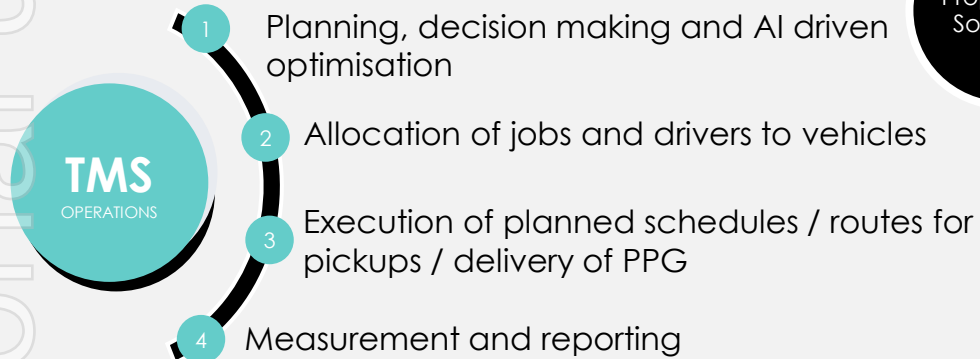 1
Planning, decision making and AI driven
optimisation
2
Allocation of jobs and drivers to vehicles
TMS
OPERATIONS
3
Execution of planned schedules / routes for
pickups / delivery of PPG
4
Measurement and reporting